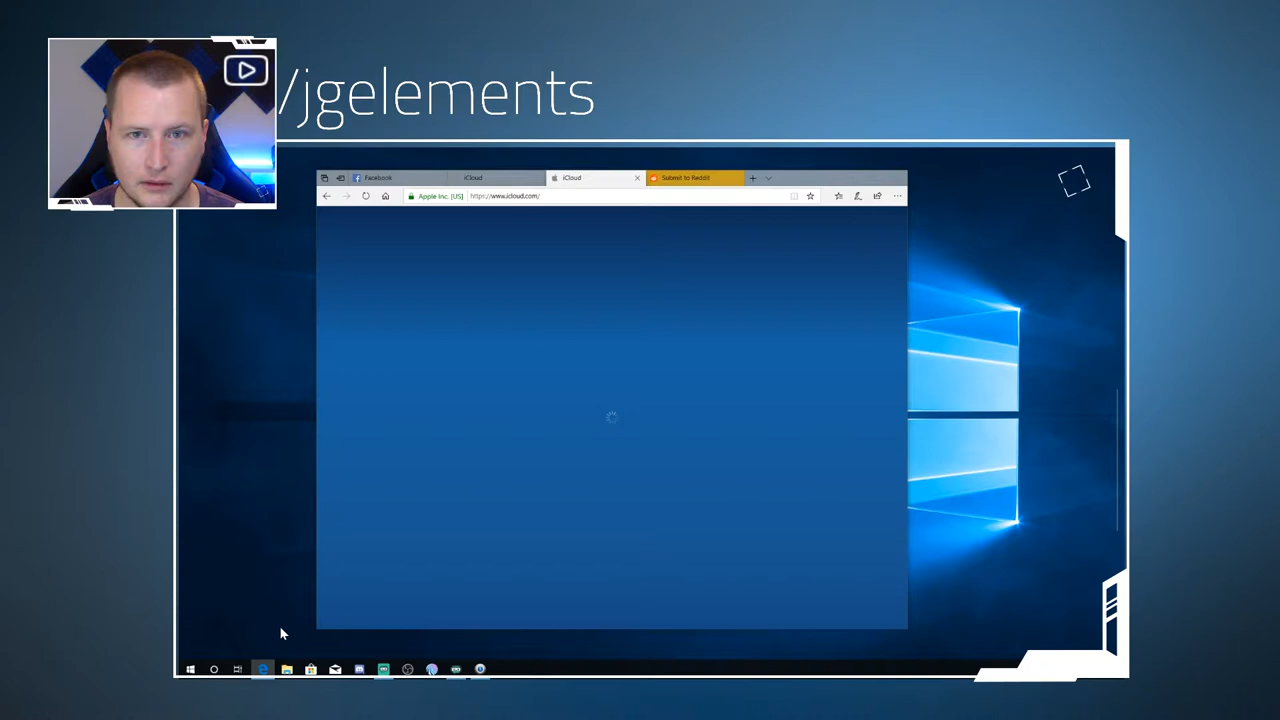 /jgelements
Facebook
iCloud
iCloud
Submit to Reddit
Apple Inc. [US]
https://www.icloud.com/